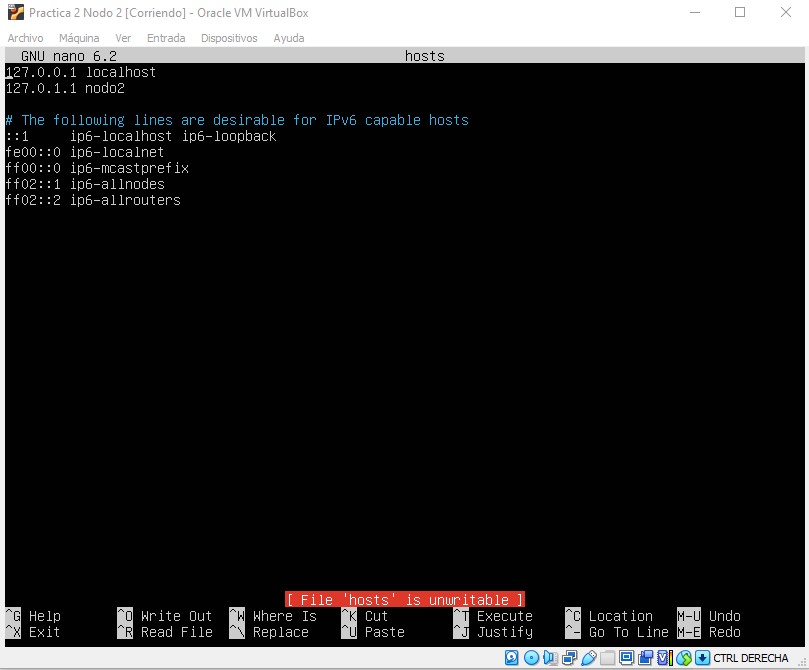 Practica 2 Nodo 2 [Corriendo] - Oracle VM VirtualBox
Archivo Máquina Ver Entrada Dispositivos Ayuda
GNU nano 6.2 hosts
127.0.0.1 localhost
127.0.1.1 nodo2
# The following lines are desirable for IPv6 capable hosts
::1 ip6-localhost ip6-loopback
fe00::0 ip6-localnet
ff00::0 ip6-mcastprefix
ff02::1 ip6-allnodes
ff02::2 ip6-allrouters
[ File 'hosts' is unwritable ]
^G Help ^O Write Out ^W Where Is ^K Cut ^T Execute ^C Location M-U Undo
^X Exit ^R Read File ^\ Replace ^U Paste ^J Justify ^- Go To Line M-E Redo
CTRL DERECHA